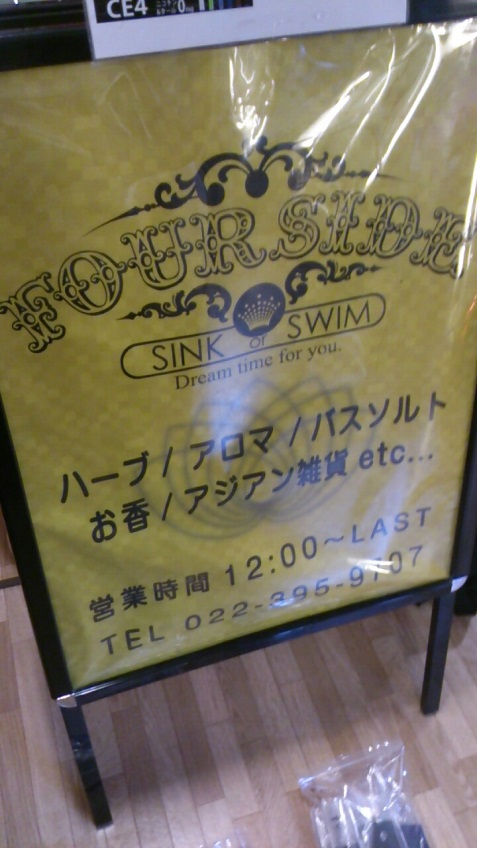 CE4
FOUR SIDE
SINK or SWIM
Dream time for you.
ハーブ / アロマ / バスソルト
お香 / アジアン雑貨 etc...
営業時間 12:00～LAST
TEL 022-395-9707